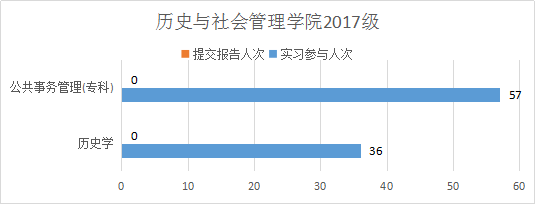 历史与社会管理学院2017级
提交报告人次 实习参与人次
公共事务管理(专科) 0 57
历史学 0 36
0 10 20 30 40 50 60